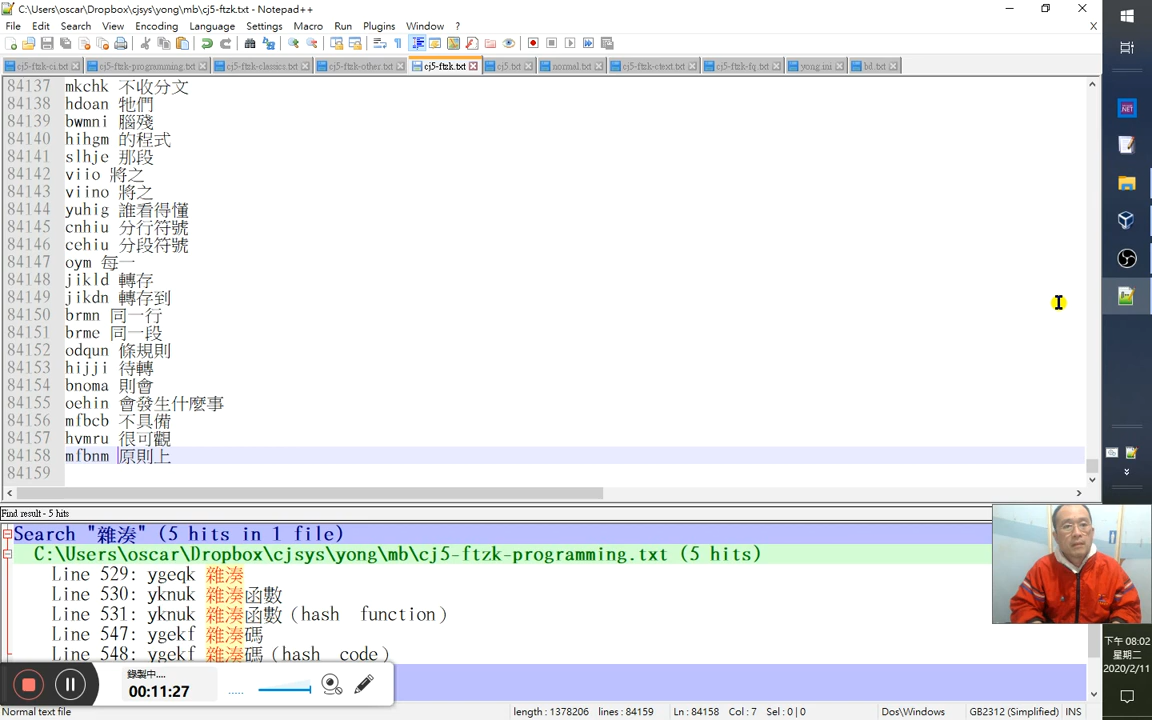 C:\Users\oscar\Dropbox\cjsys\yong\mb\cj5-ftzk.txt - Notepad++
File Edit Search View Encoding Language Settings Macro Run Plugins Window ?
cj5-ftzk-ci.txt cj5-ftzk-programming.txt cj5-ftzk-classics.txt cj5-ftzk-other.txt cj5-ftzk.txt cj5.txt normal.txt cj5-ftzk-ctext.txt cj5-ftzk-fq.txt yong.ini bd.txt
84137 mkchk 不收分文
84138 hdoan 牠們
84139 bwmni 腦殘
84140 hihgm 的程式
84141 slhje 那段
84142 viio 將之
84143 viino 將之
84144 yuhig 誰看得懂
84145 cnhiu 分行符號
84146 cehiu 分段符號
84147 oym 每一
84148 jikld 轉存
84149 jikdn 轉存到
84150 brmn 同一行
84151 brme 同一段
84152 odqun 條規則
84153 hijji 待轉
84154 bnoma 則會
84155 oehin 會發生什麼事
84156 mfbcb 不具備
84157 hvmru 很可觀
84158 mfbnm 原則上
84159
Find result - 5 hits
Search "雜湊" (5 hits in 1 file)
C:\Users\oscar\Dropbox\cjsys\yong\mb\cj5-ftzk-programming.txt (5 hits)
Line 529: ygeqk 雜湊
Line 530: yknuk 雜湊函數
Line 531: yknuk 雜湊函數（hash function）
Line 547: ygekf 雜湊碼
Line 548: ygekf 雜湊碼（hash code）
錄製中....
00:11:27
Normal text file length : 1378206 lines : 84159 Ln : 84158 Col : 7 Sel : 0 | 0 Dos\Windows GB2312 (Simplified) INS
.NET
下午 08:02
星期二
2020/2/11